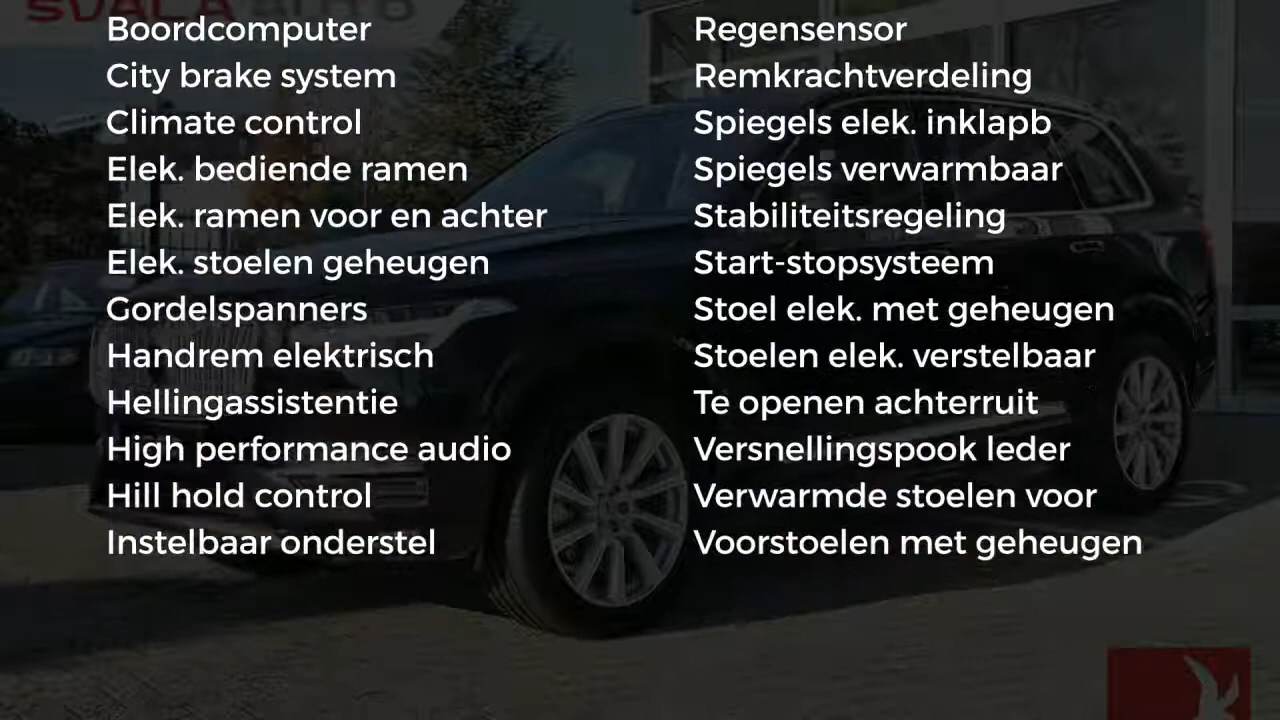 Boordcomputer
City brake system
Climate control
Elek. bediende ramen
Elek. ramen voor en achter
Elek. stoelen geheugen
Gordelspanners
Handrem elektrisch
Hellingassistentie
High performance audio
Hill hold control
Instelbaar onderstel
Regensensor
Remkrachtverdeling
Spiegels elek. inklapb
Spiegels verwarmbaar
Stabiliteitsregeling
Start-stopsysteem
Stoel elek. met geheugen
Stoelen elek. verstelbaar
Te openen achterruit
Versnellingspook leder
Verwarmde stoelen voor
Voorstoelen met geheugen